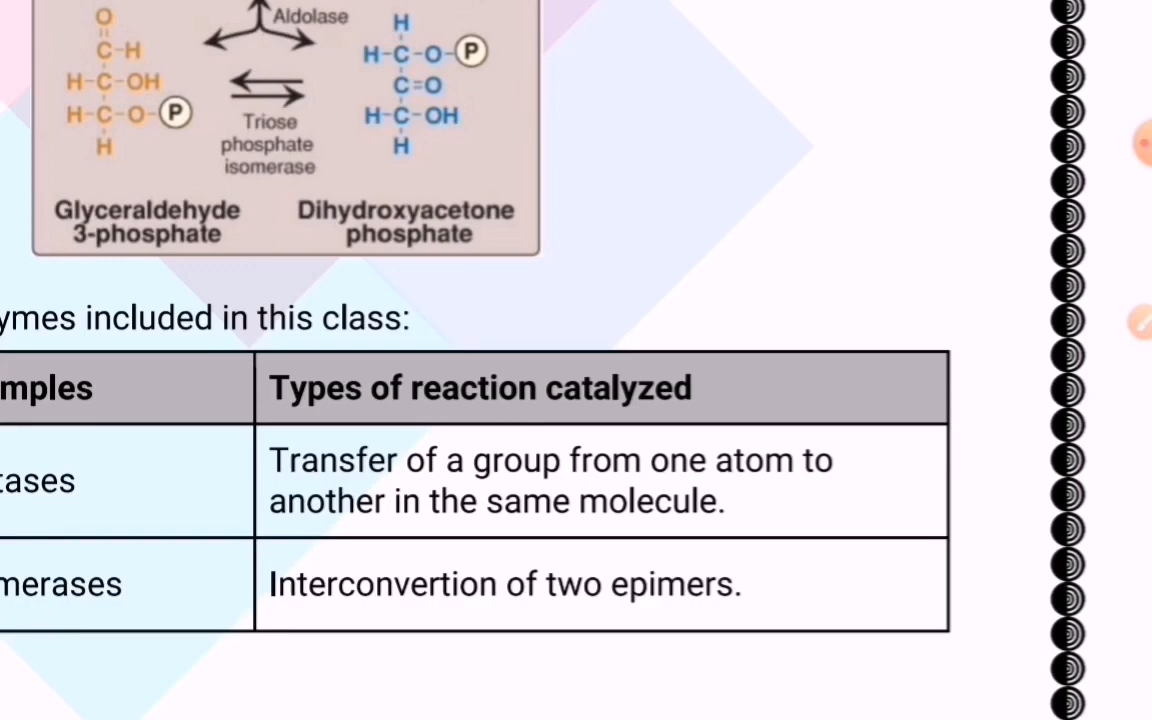 Aldolase
O
C-H
H-C-OH
H-C-O-P
H
H
H-C-O-P
C=O
H-C-OH
H
Triose
phosphate
isomerase
Glyceraldehyde
3-phosphate
Dihydroxyacetone
phosphate
ymes included in this class:
mples
Types of reaction catalyzed
tases
Transfer of a group from one atom to
another in the same molecule.
merases
Interconvertion of two epimers.